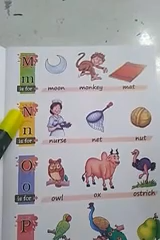 M
m
is for
moon monkey mat
N
n
is for
nurse net nut
O
o
is for
owl ox ostrich
P